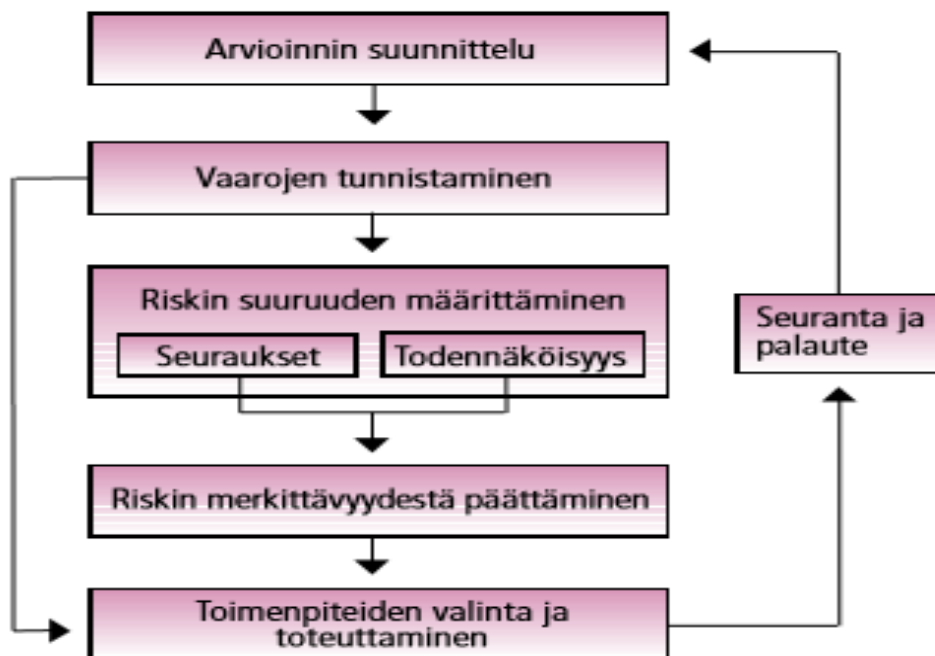 Arvioinnin suunnittelu
Vaarojen tunnistaminen
Riskin suuruuden määrittäminen
Seuraukset
Todennäköisyys
Riskin merkittävyydestä päättäminen
Toimenpiteiden valinta ja
toteuttaminen
Seuranta ja
palaute